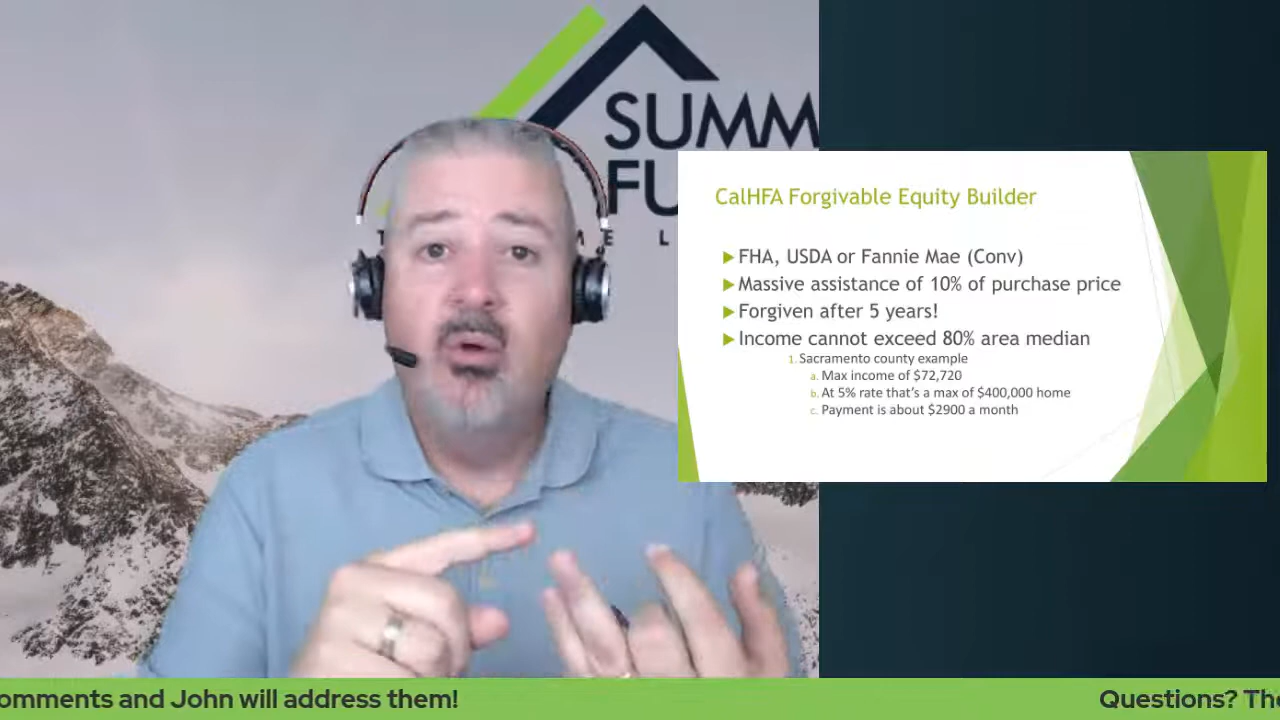 SUMM
FU
T
M E L
CalHFA Forgivable Equity Builder
FHA, USDA or Fannie Mae (Conv)
Massive assistance of 10% of purchase price
Forgiven after 5 years!
Income cannot exceed 80% area median
1. Sacramento county example
a. Max income of $72,720
b. At 5% rate that's a max of $400,000 home
c. Payment is about $2900 a month
omments and John will address them!
Questions? The